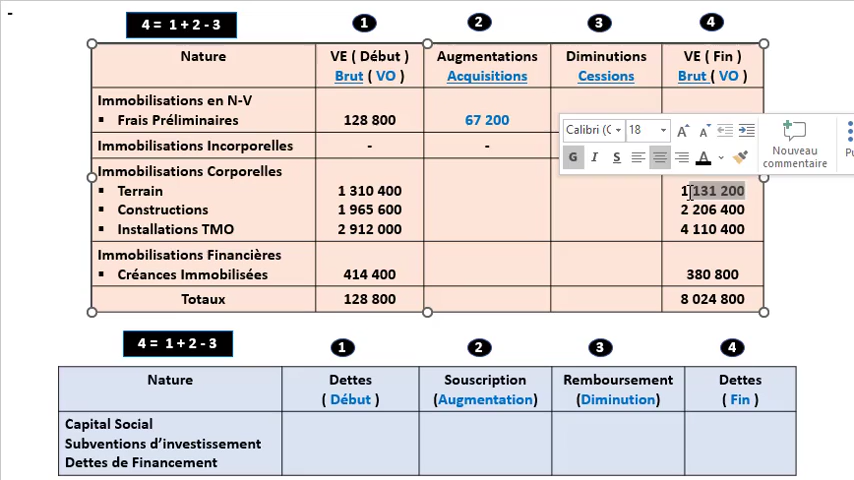 -
4 = 1 + 2 - 3 1 2 3 4
Nature VE ( Début ) Augmentations Diminutions VE ( Fin )
Brut ( VO ) Acquisitions Cessions Brut ( VO )
Immobilisations en N-V
▪ Frais Préliminaires 128 800 67 200
Immobilisations Incorporelles - -
Immobilisations Corporelles
▪ Terrain 1 310 400 1 131 200
▪ Constructions 1 965 600 2 206 400
▪ Installations TMO 2 912 000 4 110 400
Immobilisations Financières
▪ Créances Immobilisées 414 400 380 800
Totaux 128 800 8 024 800
Calibri (C 18 A A
G I S A
Nouveau
commentaire
4 = 1 + 2 - 3 1 2 3 4
Nature Dettes Souscription Remboursement Dettes
( Début ) (Augmentation) (Diminution) ( Fin )
Capital Social
Subventions d’investissement
Dettes de Financement